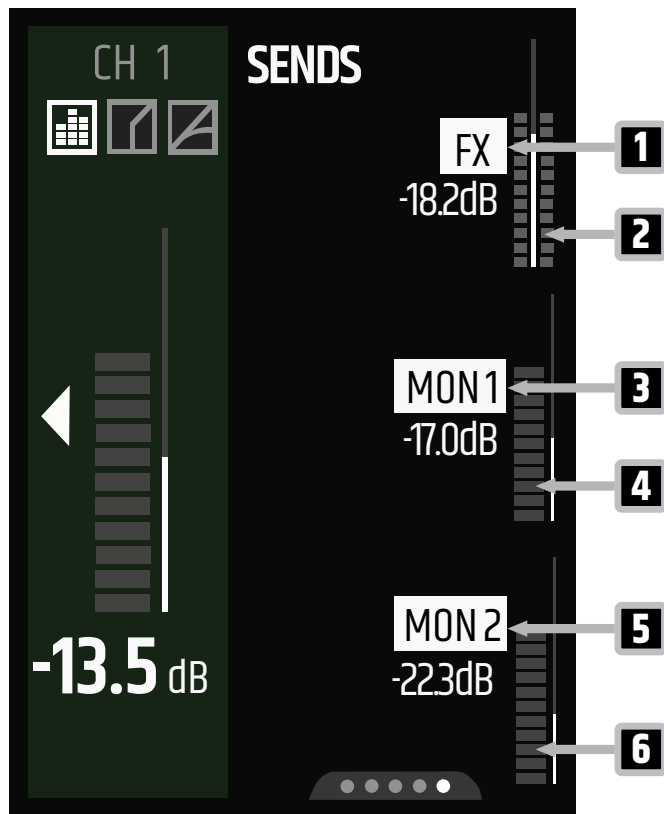 CH 1
SENDS
FX
-18.2dB
1
2
MON 1
-17.0dB
3
4
-13.5 dB
MON 2
-22.3dB
5
6